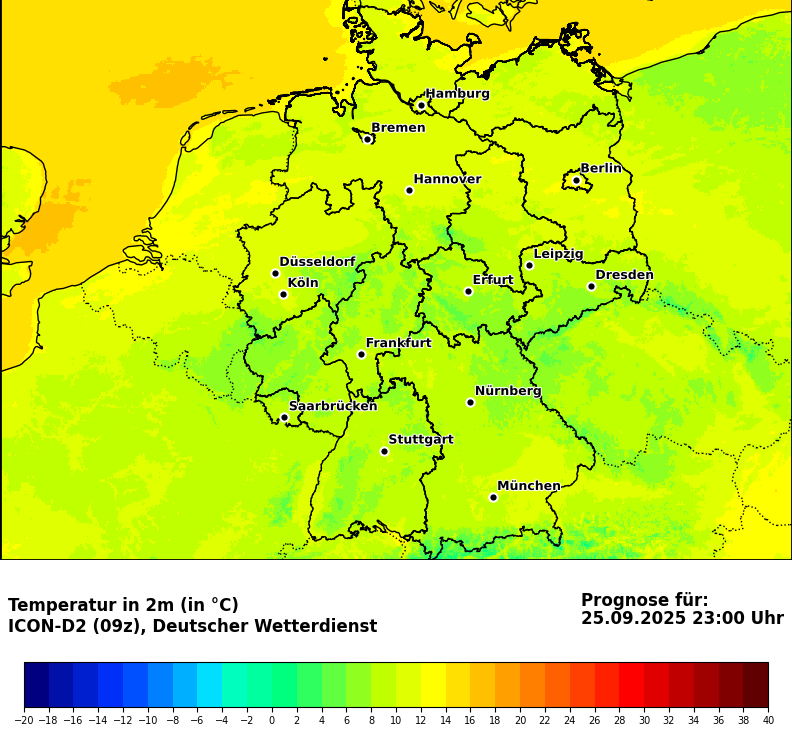 Hamburg
Bremen
Berlin
Hannover
Leipzig
Düsseldorf
Dresden
Köln
Erfurt
Frankfurt
Nürnberg
Saarbrücken
Stuttgart
München
Temperatur in 2m (in °C)
ICON-D2 (09z), Deutscher Wetterdienst
Prognose für:
25.09.2025 23:00 Uhr
−20 −18 −16 −14 −12 −10 −8 −6 −4 −2 0 2 4 6 8 10 12 14 16 18 20 22 24 26 28 30 32 34 36 38 40